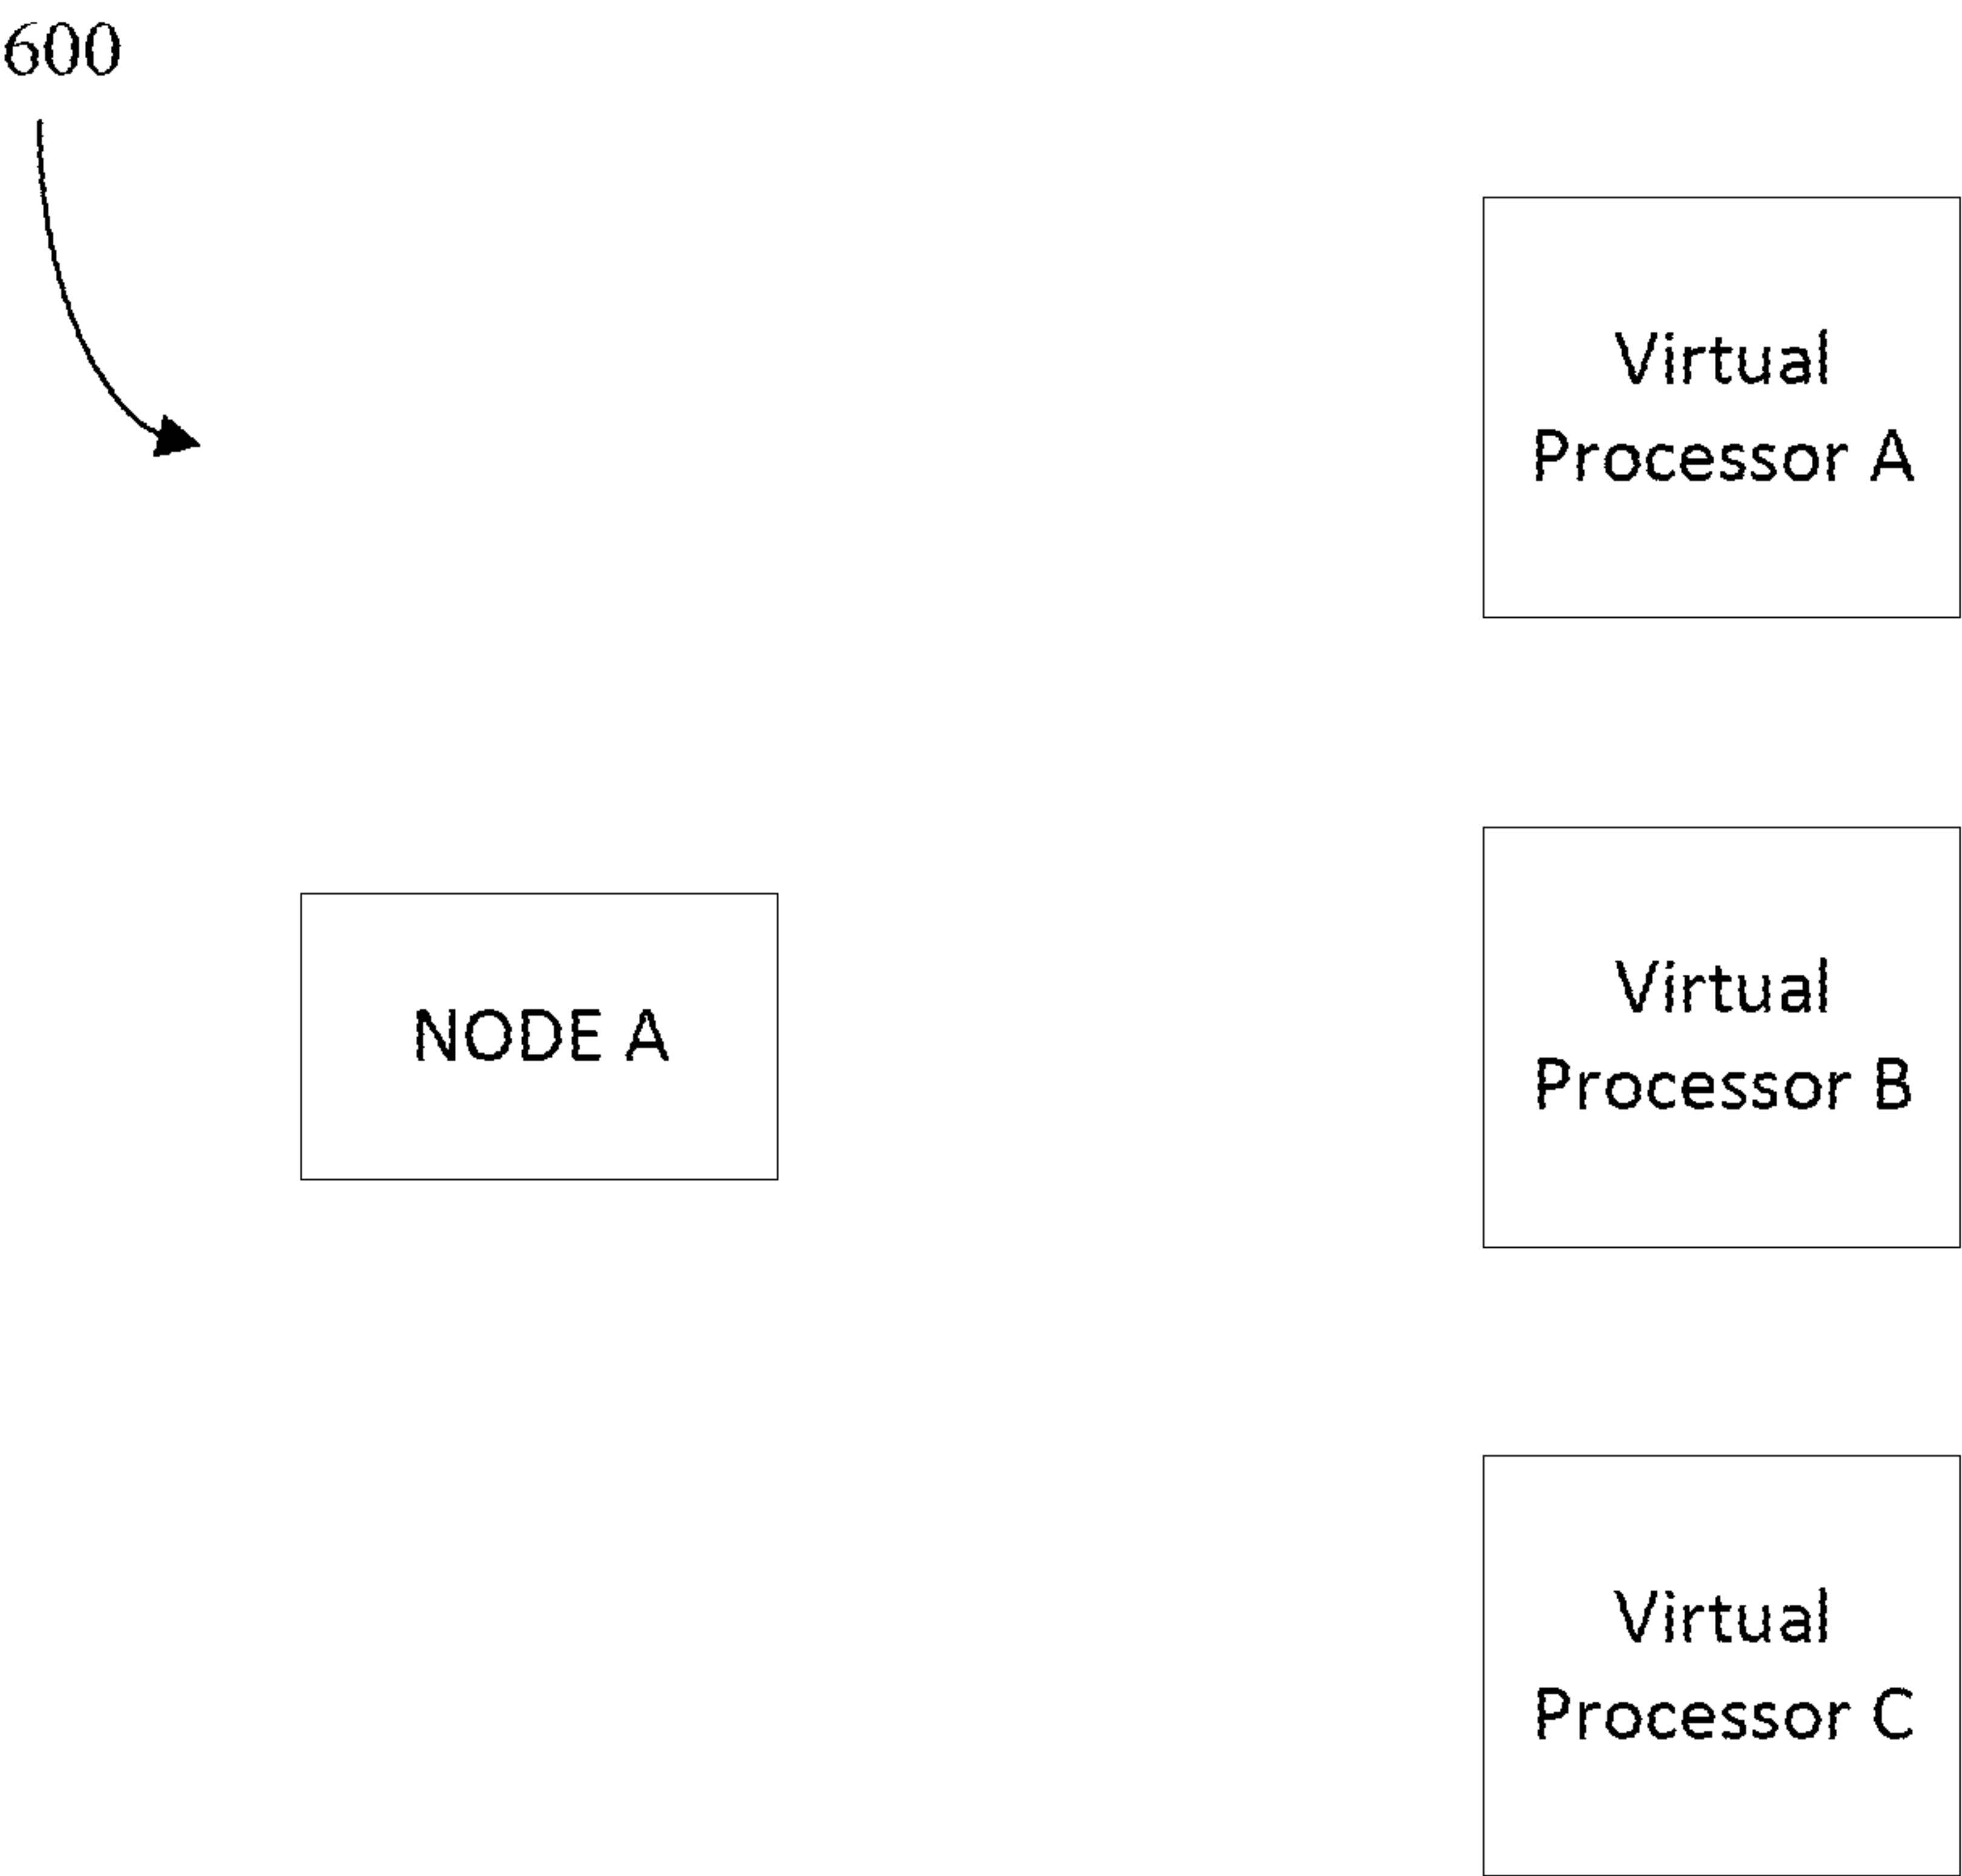 600
Virtual
Processor A
NODE A
Virtual
Processor B
Virtual
Processor C